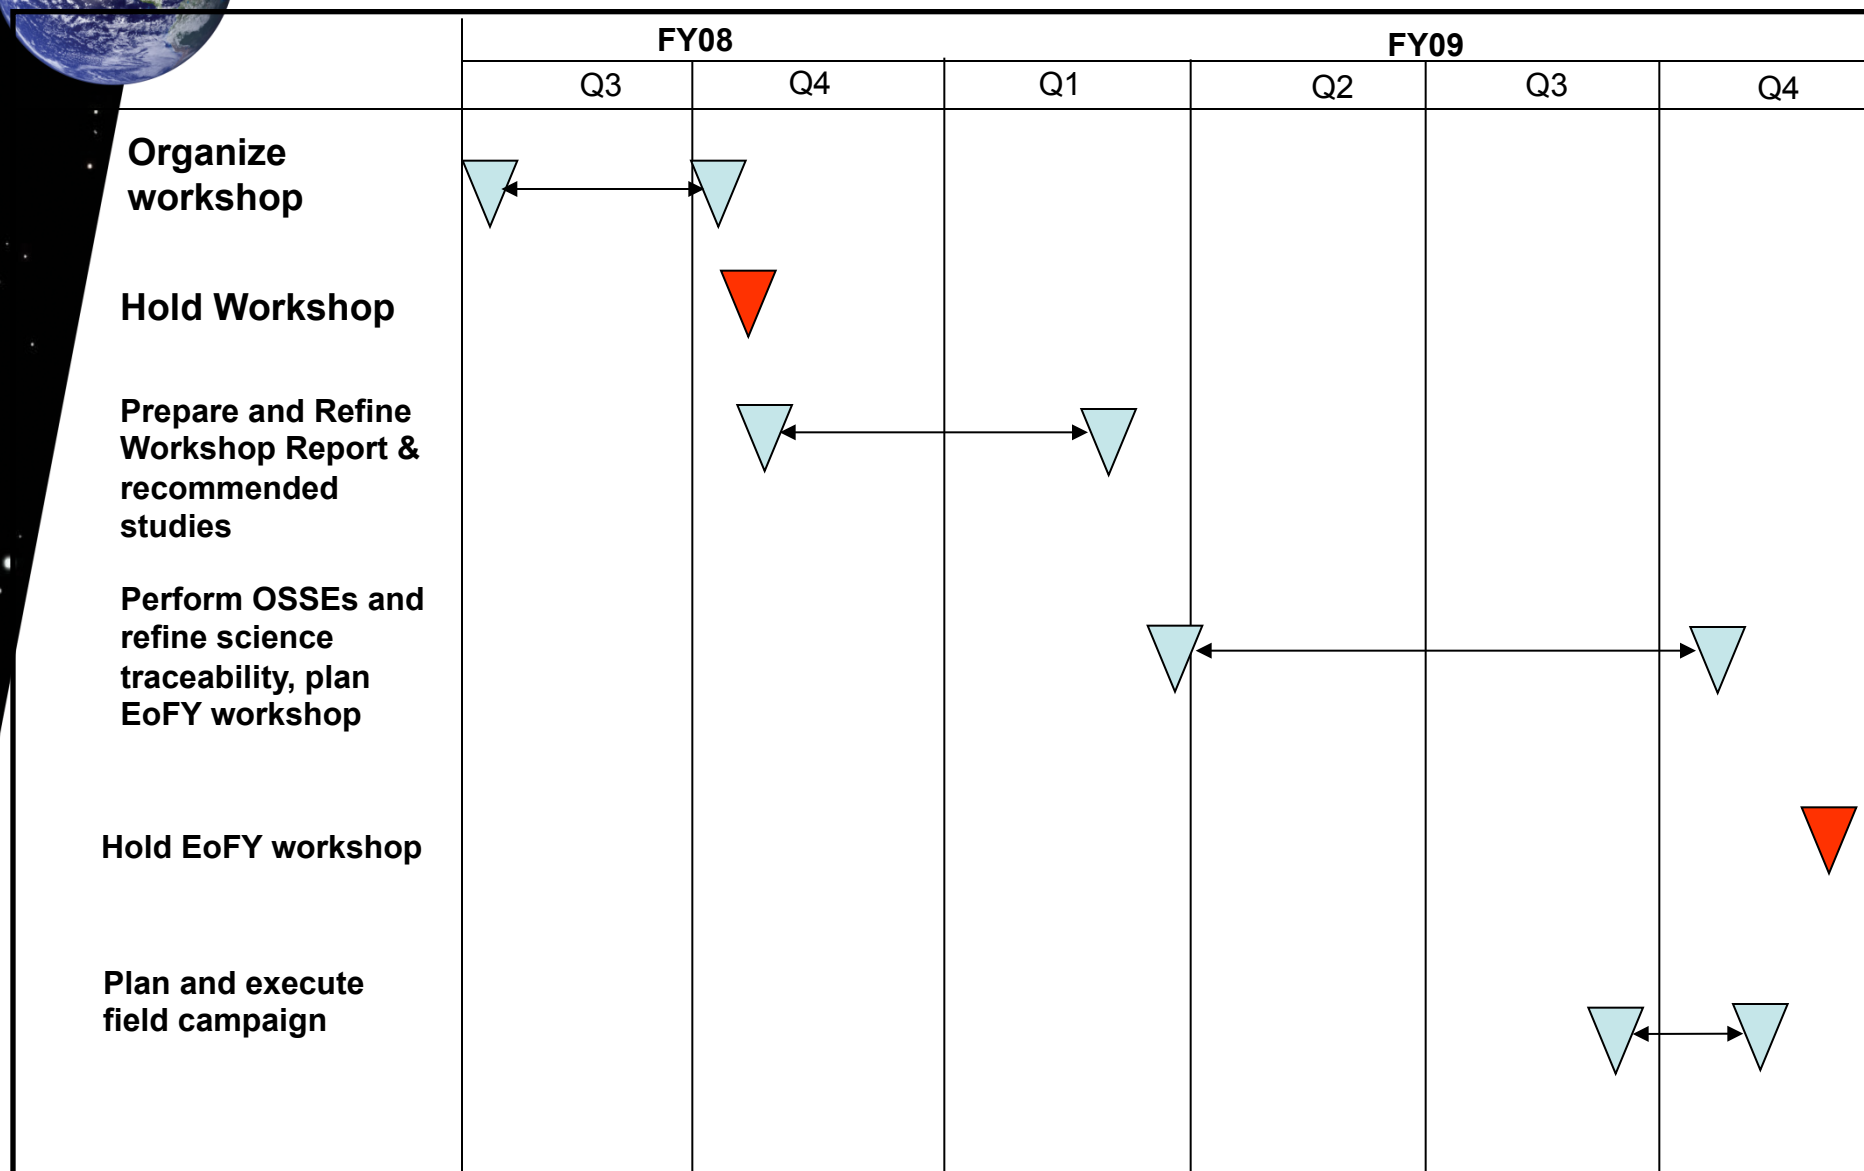 FY08 FY09
Q3 Q4 Q1 Q2 Q3 Q4
Organize
workshop
Hold Workshop
Prepare and Refine
Workshop Report &
recommended
studies
Perform OSSEs and
refine science
traceability, plan
EoFY workshop
Hold EoFY workshop
Plan and execute
field campaign